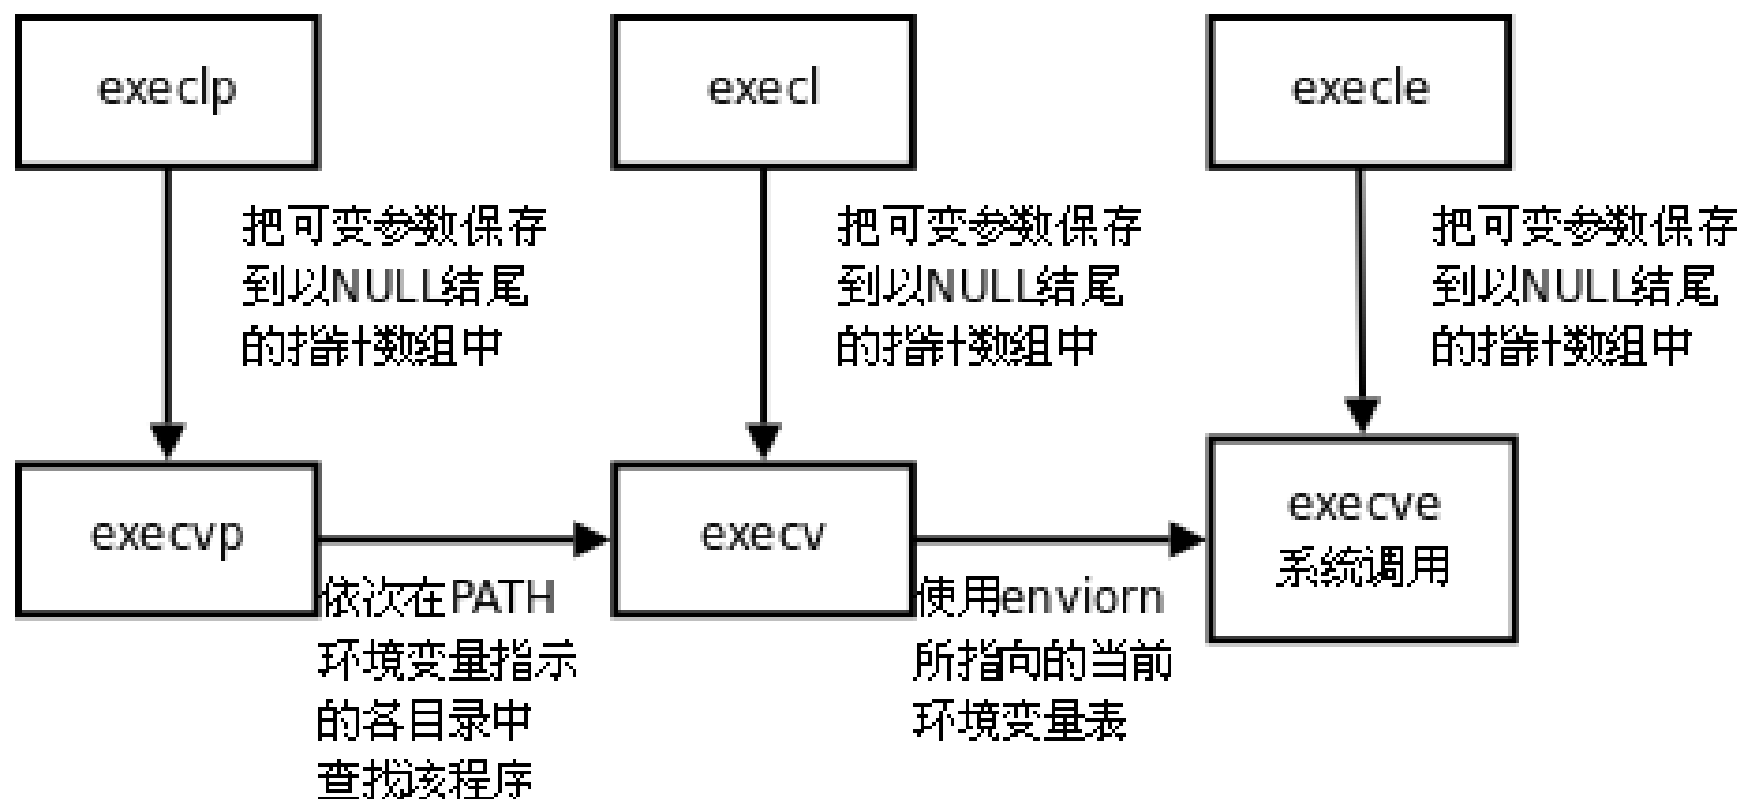 execlp
execl
execle
把可变参数保存
到以NULL结尾
的指针数组中
把可变参数保存
到以NULL结尾
的指针数组中
把可变参数保存
到以NULL结尾
的指针数组中
execvp
execv
execve
系统调用
依次在PATH
环境变量指示
的各目录中
查找该程序
使用enviorn
所指向的当前
环境变量表